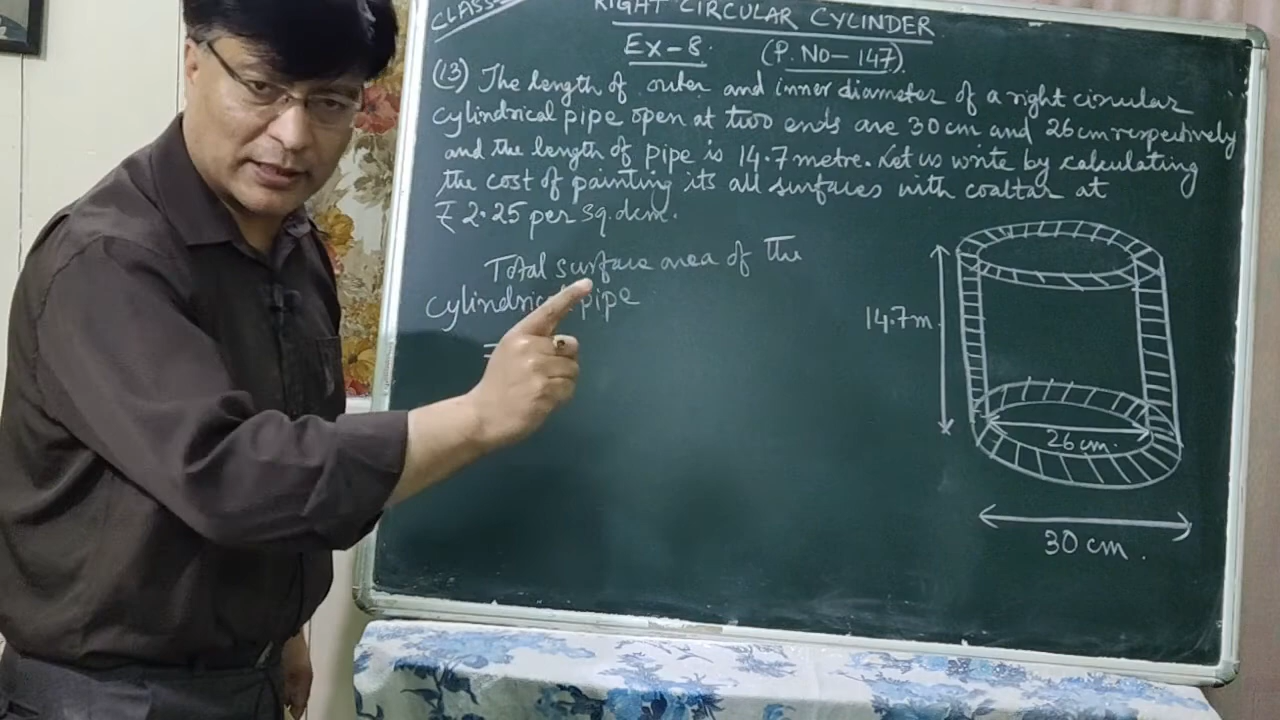 CLASS
RIGHT CIRCULAR CYLINDER
EX-8. (P. NO-147).
(13) The length of outer and inner diameter of a right circular
cylindrical pipe open at two ends are 30 cm and 26 cm respectively
and the length of pipe is 14.7 metre. Let us write by calculating
the cost of painting its all surfaces with coaltar at
₹ 2.25 per sq.dcm.
Total surface area of the
cylindrical pipe
=
14.7m.
26 cm.
30 cm.